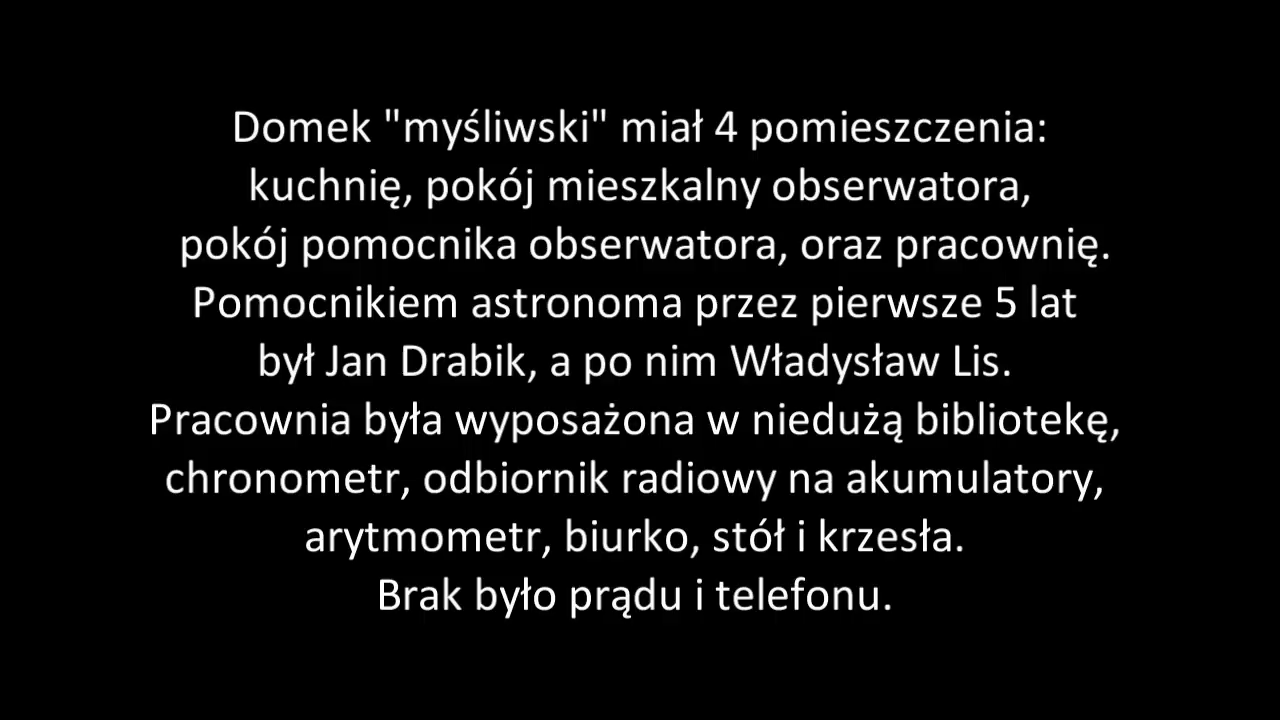 Domek "myśliwski" miał 4 pomieszczenia:
kuchnię, pokój mieszkalny obserwatora,
pokój pomocnika obserwatora, oraz pracownię.
Pomocnikiem astronoma przez pierwsze 5 lat
był Jan Drabik, a po nim Władysław Lis.
Pracownia była wyposażona w niedużą bibliotekę,
chronometr, odbiornik radiowy na akumulatory,
arytmometr, biurko, stół i krzesła.
Brak było prądu i telefonu.